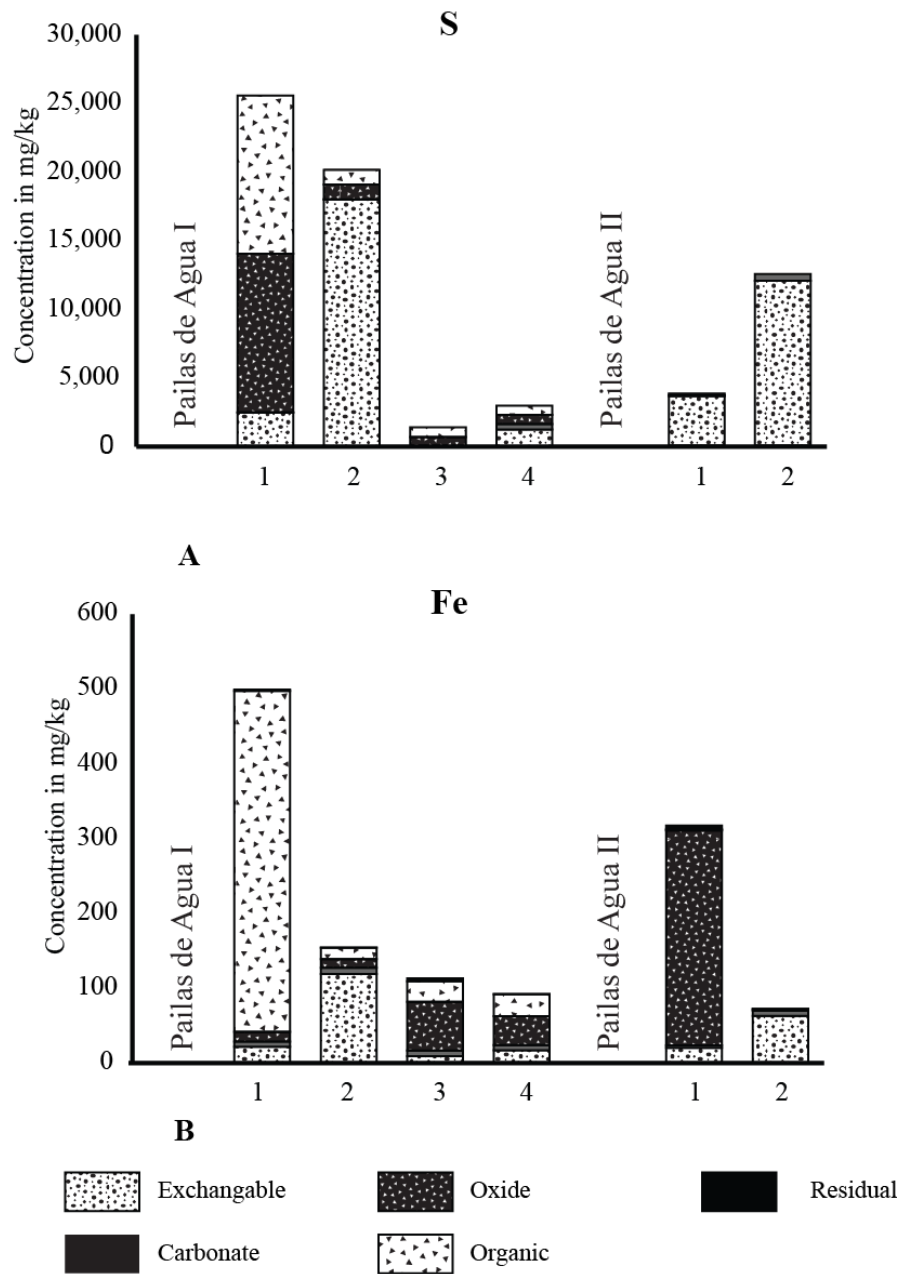 S
30,000
25,000
20,000
15,000
10,000
5,000
0
Concentration in mg/kg
Pailas de Agua I
Pailas de Agua II
1 2 3 4 1 2
A
Fe
600
500
400
300
200
100
0
Concentration in mg/kg
Pailas de Agua I
Pailas de Agua II
1 2 3 4 1 2
B
Exchangable Oxide Residual
Carbonate Organic